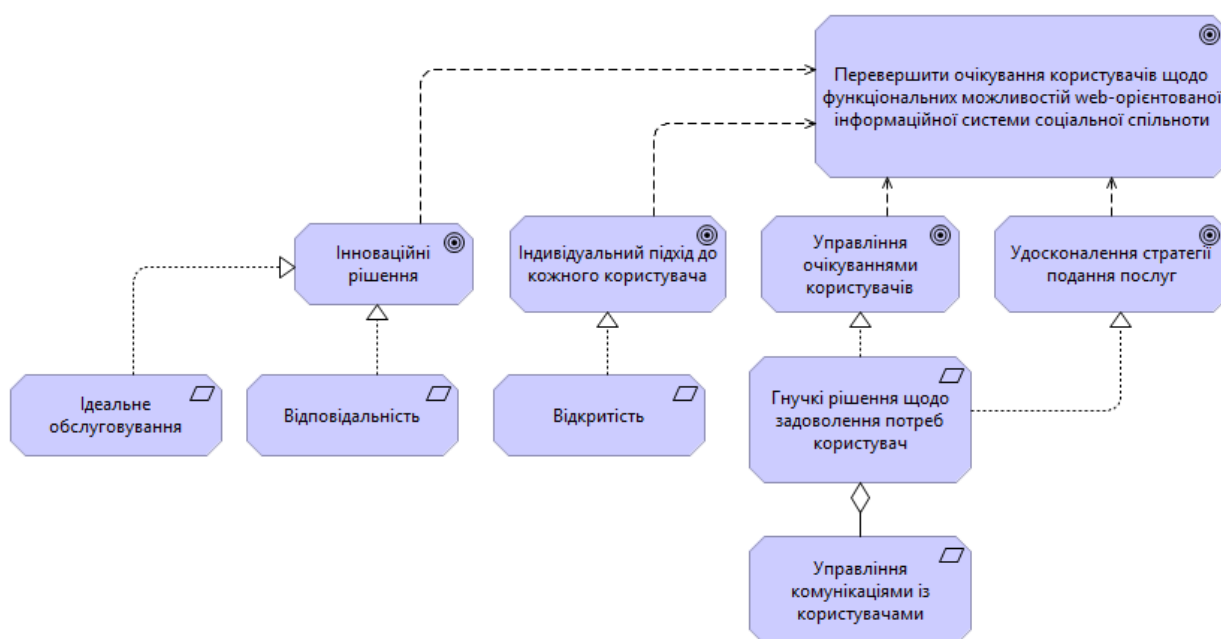 Перевершити очікування користувачів щодо
функціональних можливостей web-орієнтованої
інформаційної системи соціальної спільноти
Інноваційні
рішення
Індивідуальний підхід до
кожного користувача
Управління
очікуваннями
користувачів
Удосконалення стратегії
подання послуг
Ідеальне
обслуговування
Відповідальність
Відкритість
Гнучкі рішення щодо
задоволення потреб
користувач
Управління
комунікаціями із
користувачами